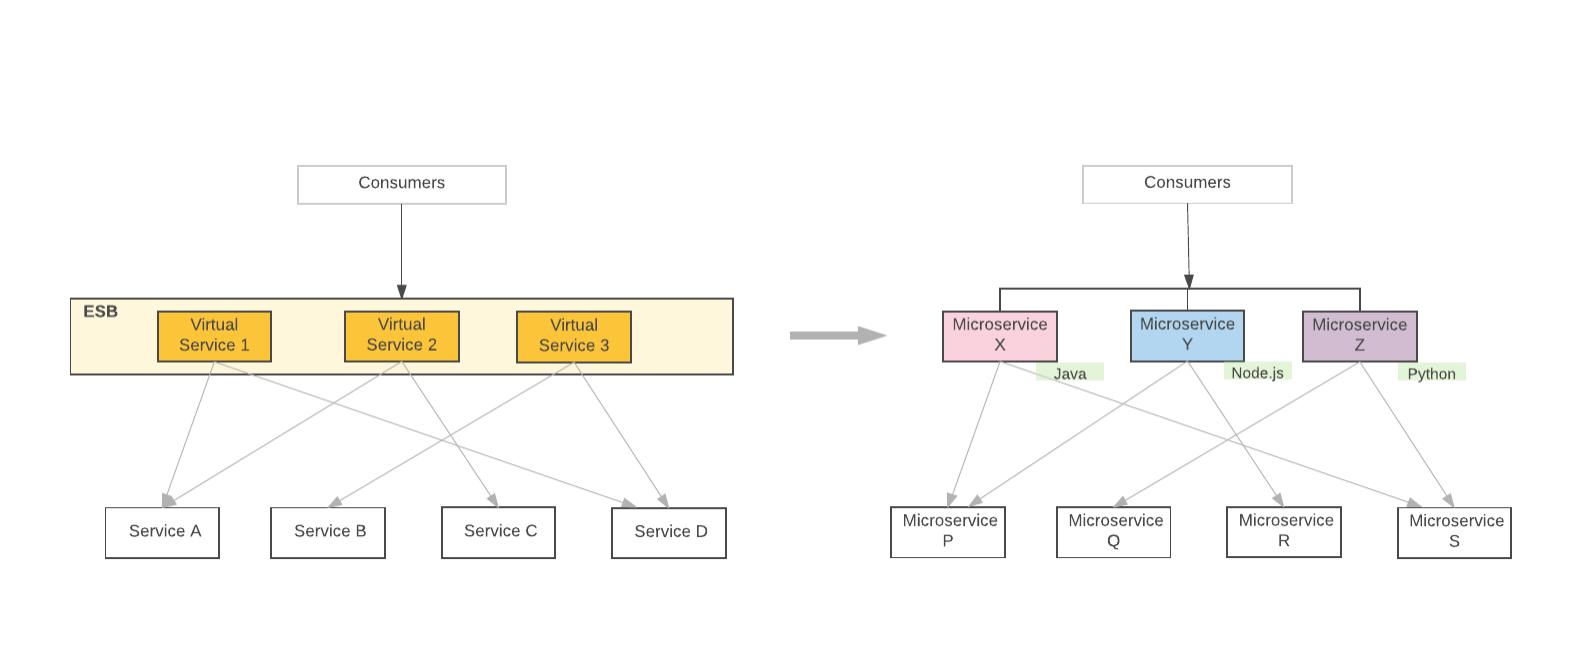 Consumers
ESB
Virtual
Service 1
Virtual
Service 2
Virtual
Service 3
Service A
Service B
Service C
Service D
Consumers
Microservice
X
Java
Microservice
Y
Node.js
Microservice
Z
Python
Microservice
P
Microservice
Q
Microservice
R
Microservice
S